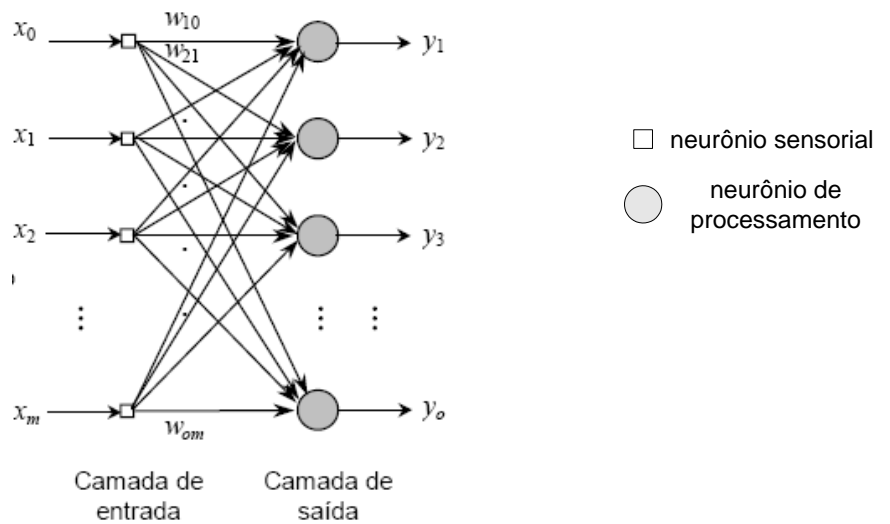 x₀ w₁₀ y₁
w₂₁
x₁ y₂
neurônio sensorial
neurônio de
processamento
x₂ y₃
⋮ ⋮ ⋮
xₘ wₒₘ yₒ
Camada de
entrada
Camada de
saída